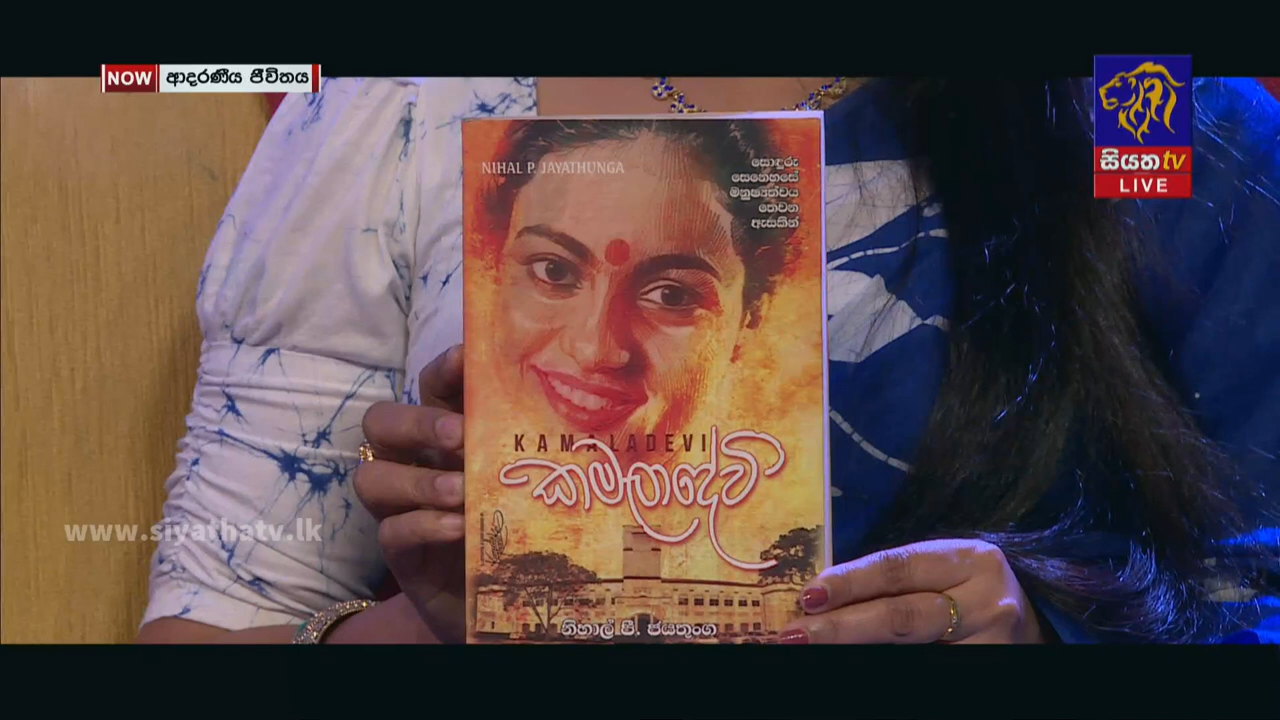 NOW ආදරණීය ජීවිතය
සියත tv
LIVE
NIHAL P. JAYATHUNGA
සොඳුරු
සෙනෙහසේ
මනුෂ්‍යත්වය
තෙවන
ඇසකින්
KAMALADEVI
කමලාදේවි
නිහාල් පී. ජයතුංග
www.siyathatv.lk